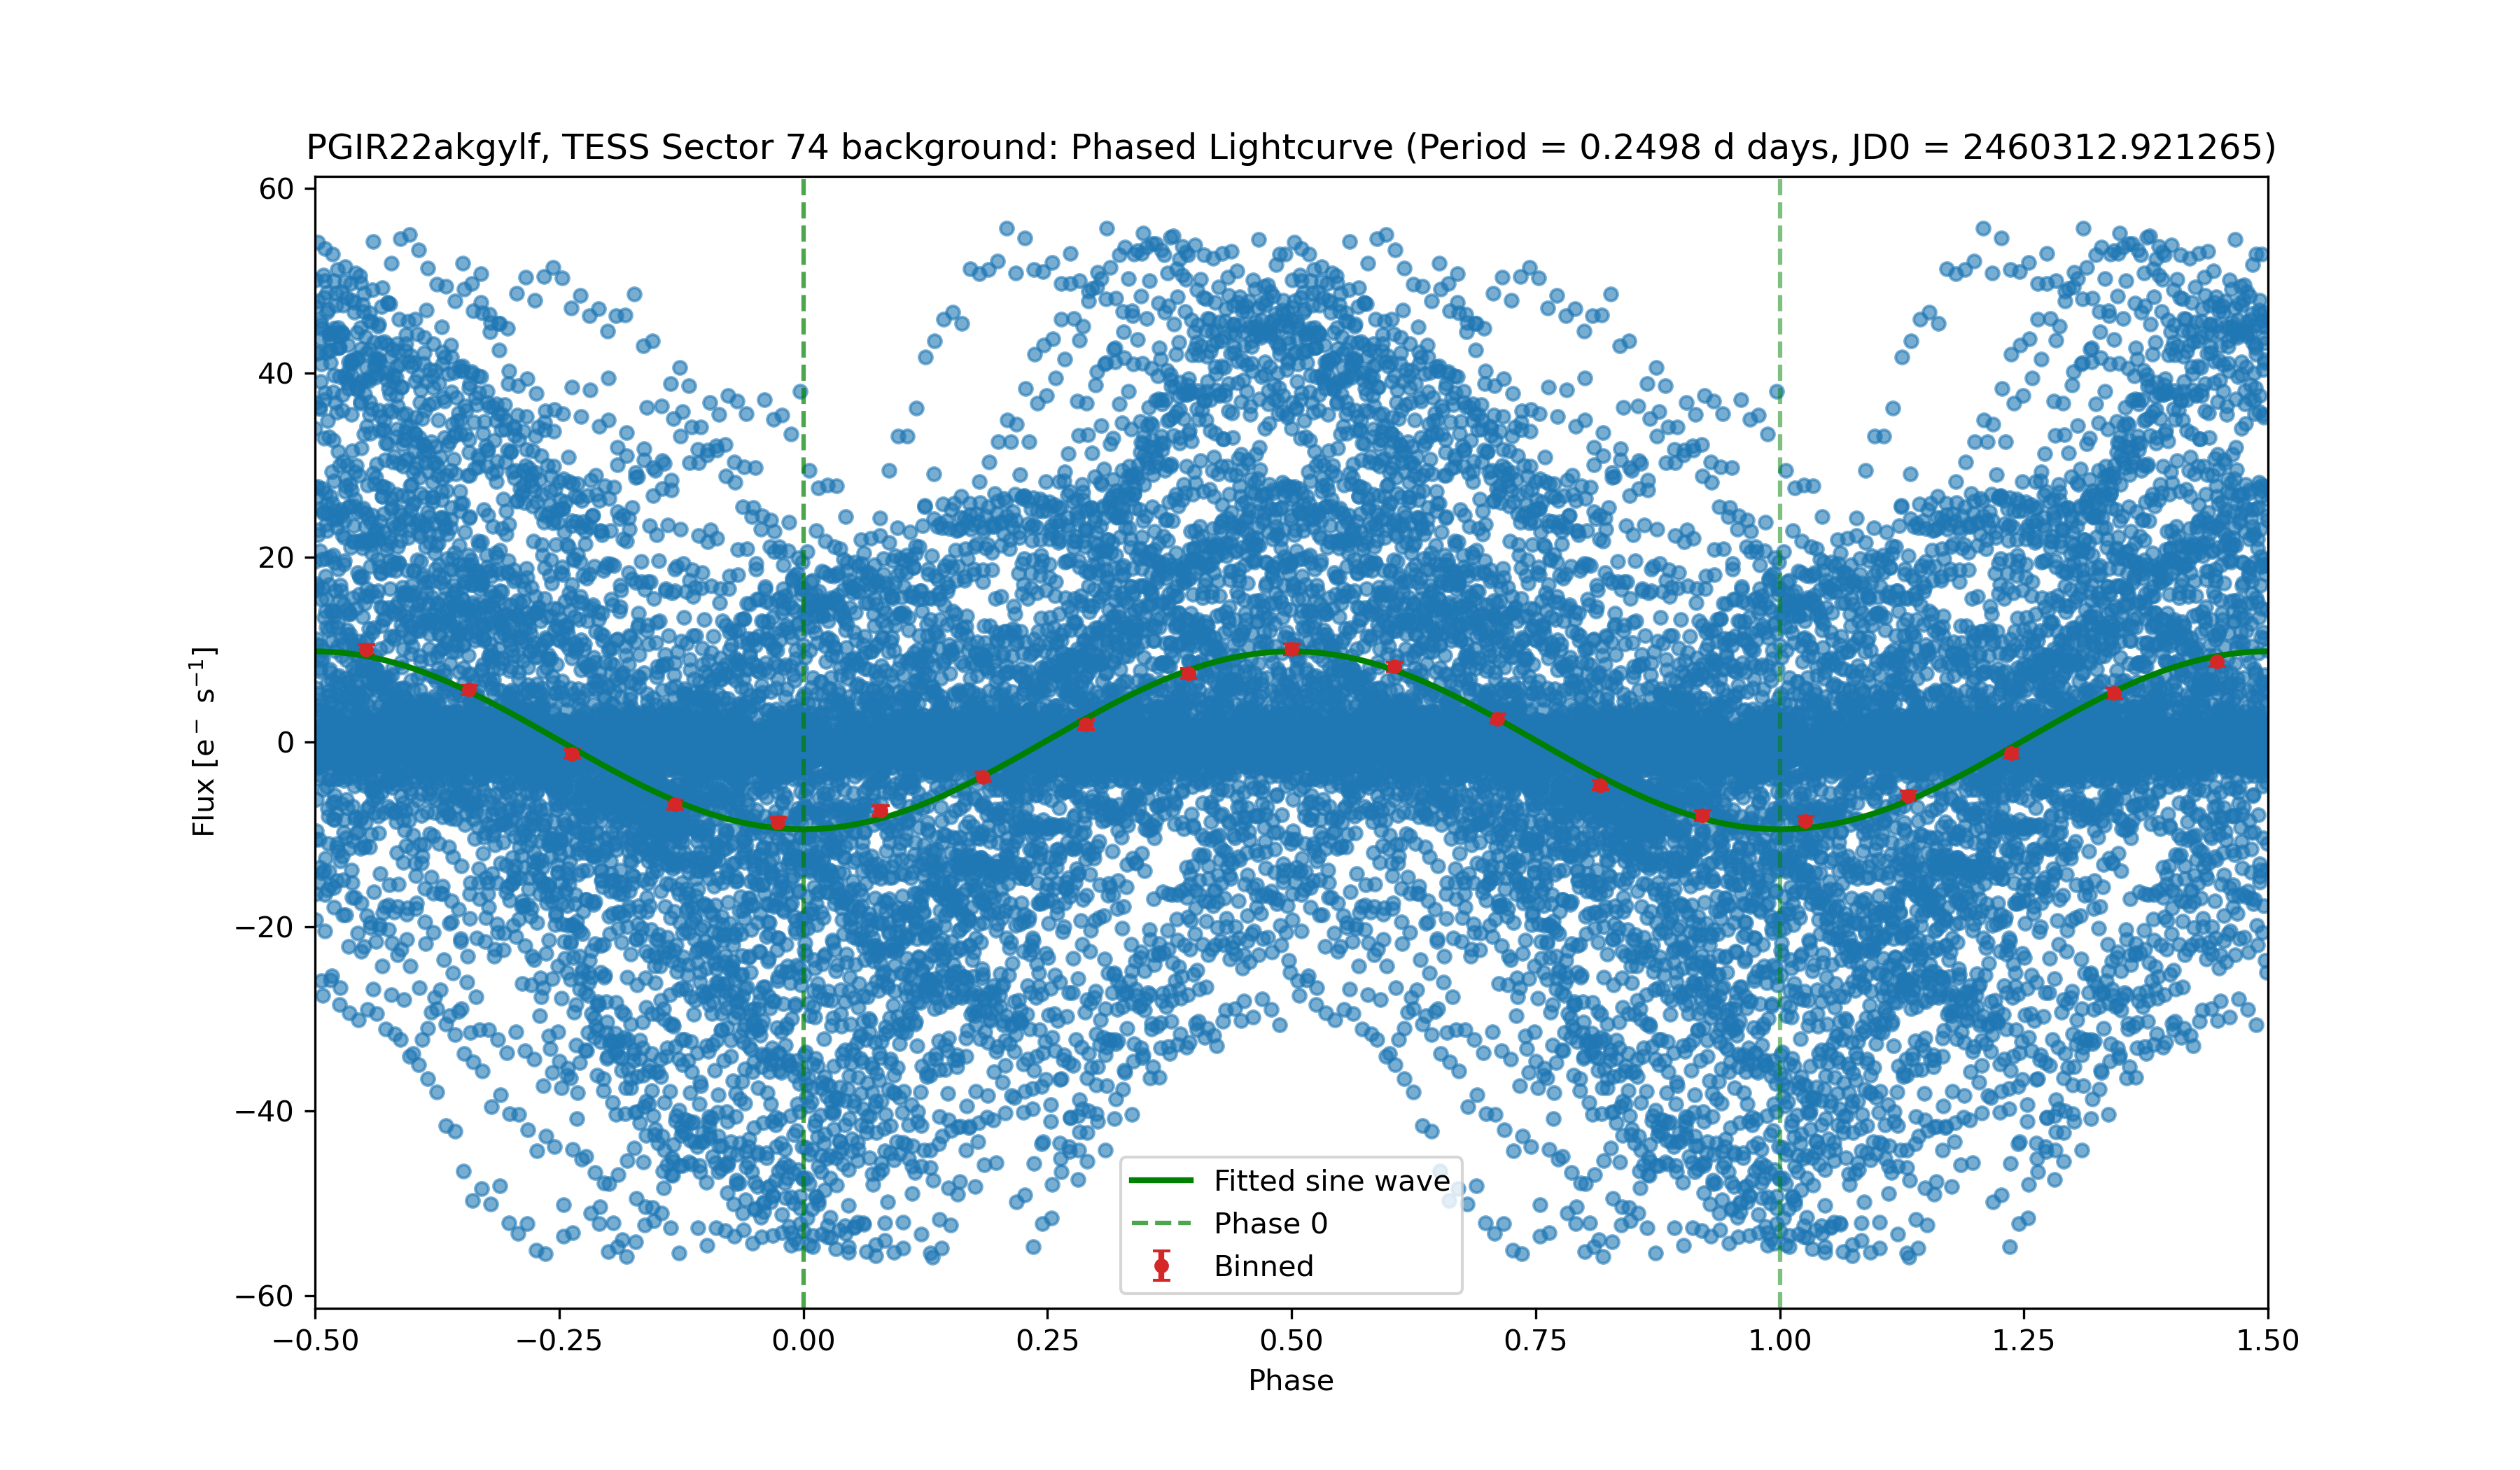 PGIR22akgylf, TESS Sector 74 background: Phased Lightcurve (Period = 0.2498 d days, JD0 = 2460312.921265)
60
40
20
0
−20
−40
−60
Flux [e⁻ s⁻¹]
Fitted sine wave
Phase 0
Binned
−0.50 −0.25 0.00 0.25 0.50 0.75 1.00 1.25 1.50
Phase